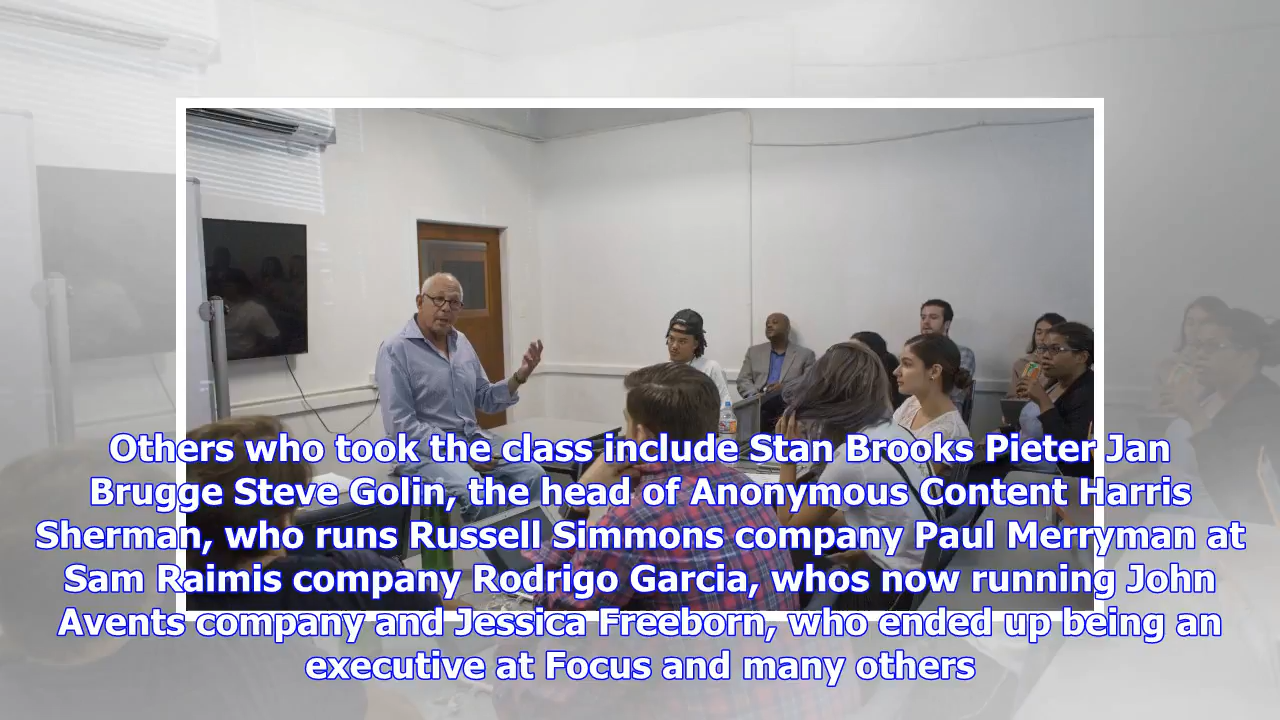 Others who took the class include Stan Brooks Pieter Jan
Brugge Steve Golin, the head of Anonymous Content Harris
Sherman, who runs Russell Simmons company Paul Merryman at
Sam Raimis company Rodrigo Garcia, whos now running John
Avents company and Jessica Freeborn, who ended up being an
executive at Focus and many others